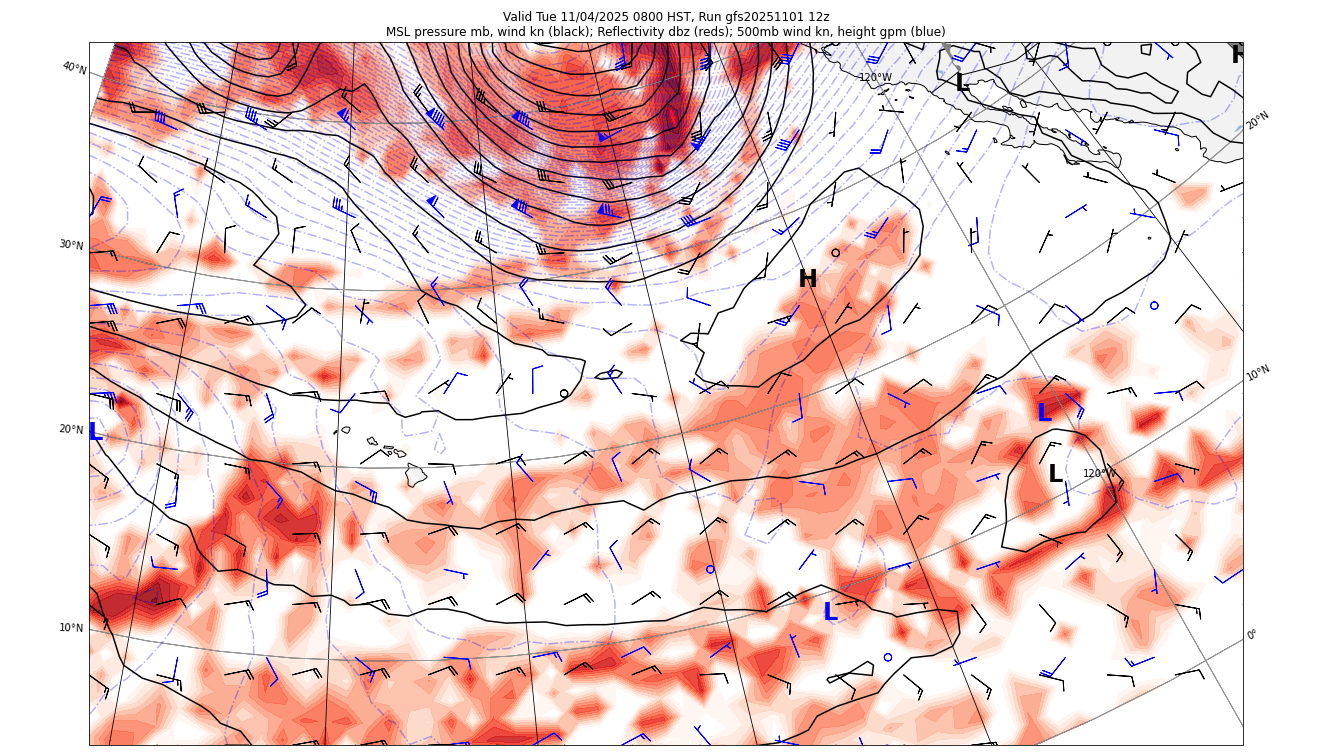 Valid Tue 11/04/2025 0800 HST, Run gfs20251101 12z
MSL pressure mb, wind kn (black); Reflectivity dbz (reds); 500mb wind kn, height gpm (blue)
40°N
120°W
L
H
20°N
30°N
H
10°N
20°N
L
L
L
120°W
10°N
L
0°